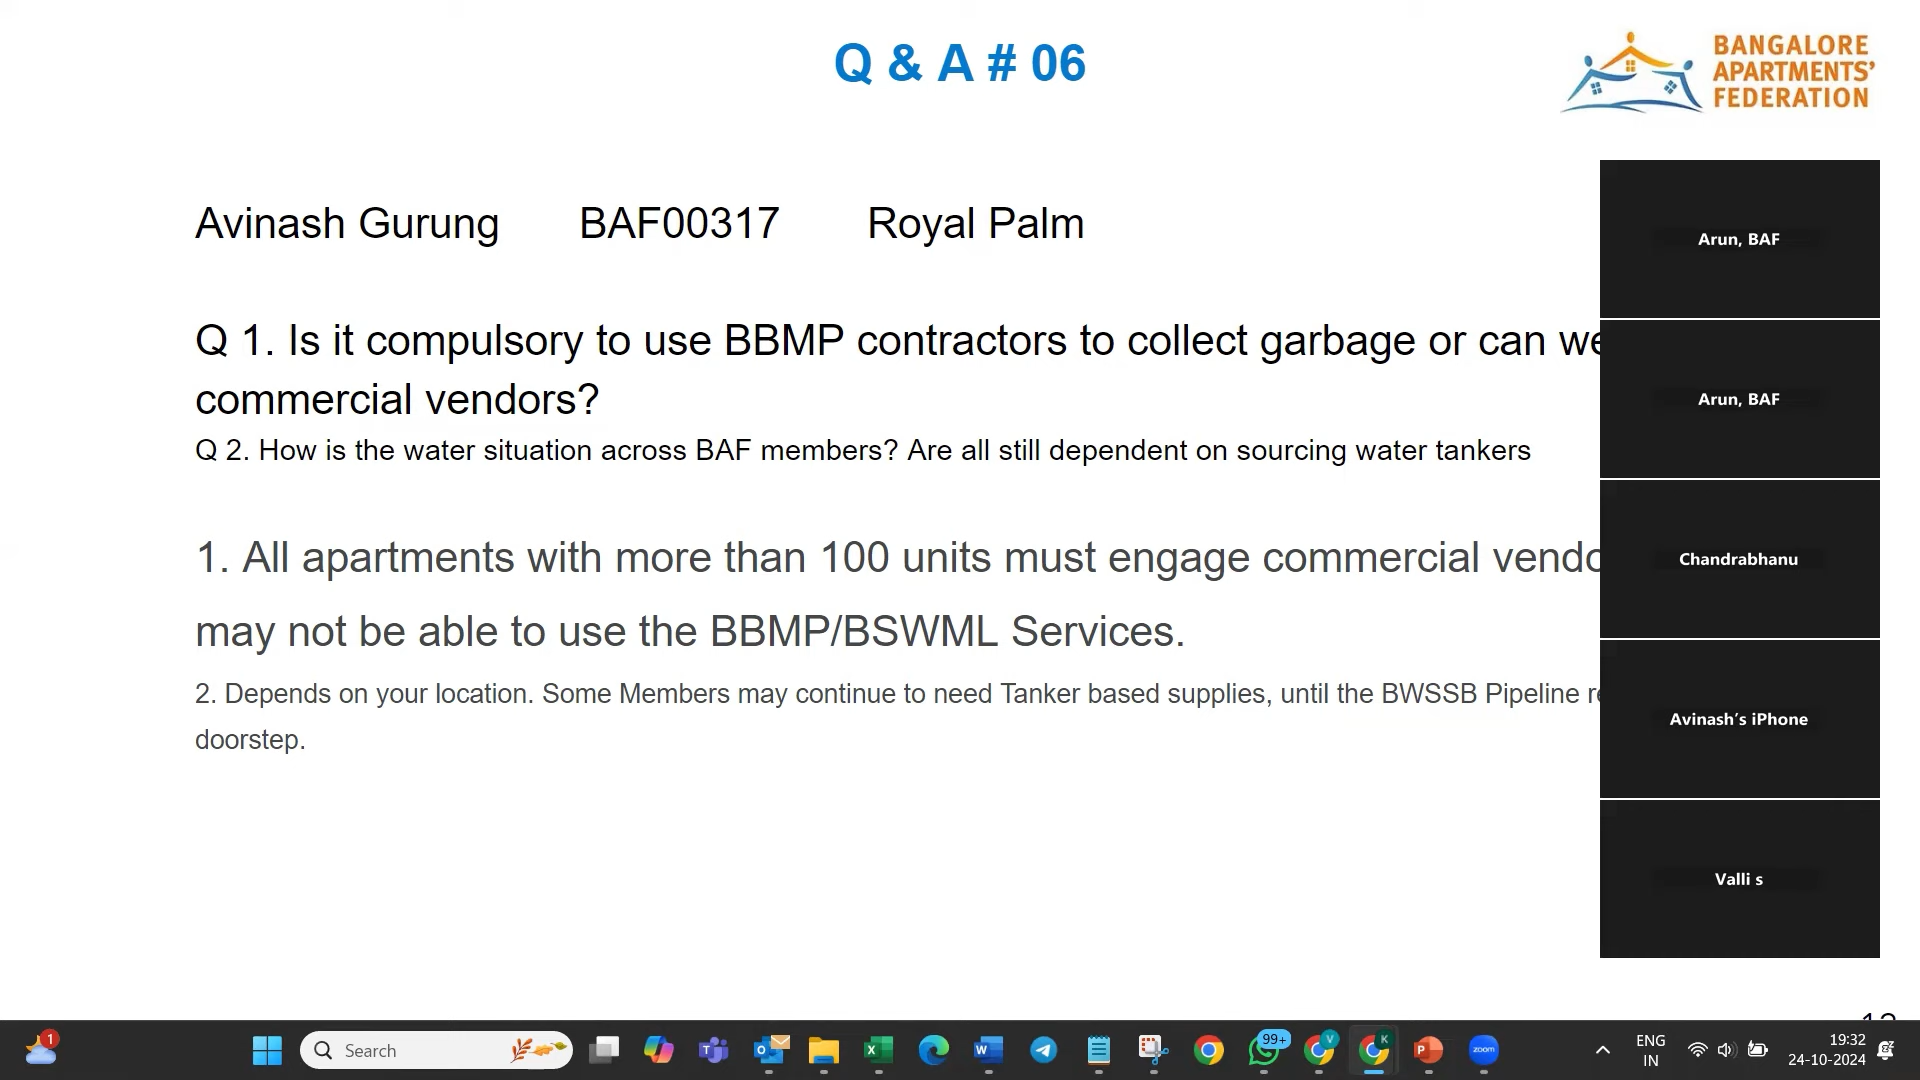 Q & A # 06
BANGALORE
APARTMENTS'
FEDERATION
Avinash Gurung BAF00317 Royal Palm
Q 1. Is it compulsory to use BBMP contractors to collect garbage or can we
commercial vendors?
Q 2. How is the water situation across BAF members? Are all still dependent on sourcing water tankers
1. All apartments with more than 100 units must engage commercial
may not be able to use the BBMP/BSWML Services.
2. Depends on your location. Some Members may continue to need Tanker based supplies, until the BWSSB Pipeline
doorstep.
Arun, BAF
Arun, BAF
Chandrabhanu
Avinash's iPhone
Valli s
1
Search
99+
V
K
zoom
ENG
IN
19:32
24-10-2024